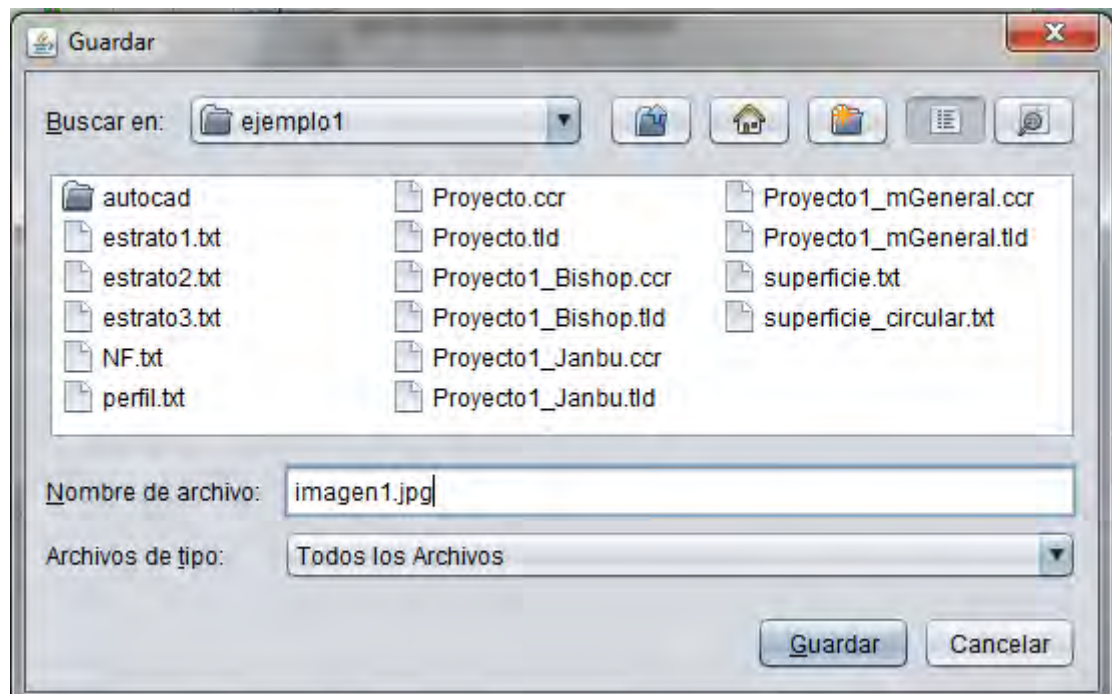 Guardar
Buscar en: ejemplo1
autocad Proyecto.ccr Proyecto1_mGeneral.ccr
estrato1.txt Proyecto.tld Proyecto1_mGeneral.tld
estrato2.txt Proyecto1_Bishop.ccr superficie.txt
estrato3.txt Proyecto1_Bishop.tld superficie_circular.txt
NF.txt Proyecto1_Janbu.ccr
perfil.txt Proyecto1_Janbu.tld
Nombre de archivo: imagen1.jpg
Archivos de tipo: Todos los Archivos
Guardar Cancelar